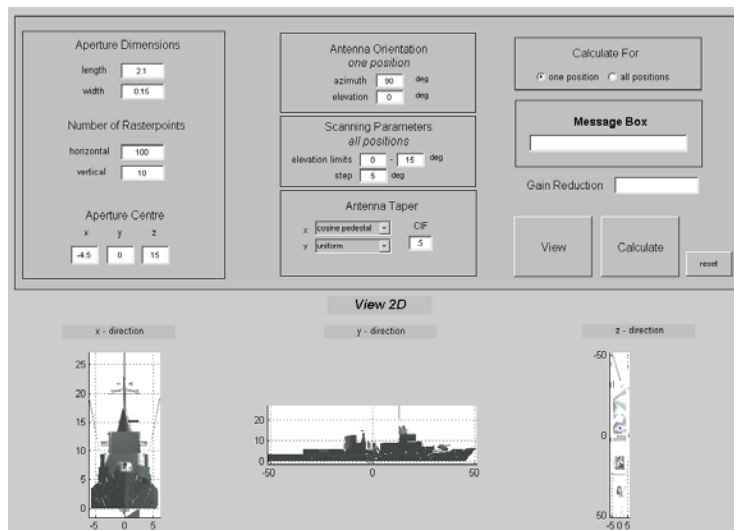 Aperture Dimensions
length 2.1
width 0.15
Number of Rasterpoints
horizontal 100
vertical 10
Aperture Centre
x y z
-4.5 0 15
Antenna Orientation
one position
azimuth 90 deg
elevation 0 deg
Scanning Parameters
all positions
elevation limits 0 - 15 deg
step 5 deg
Antenna Taper
x cosine pedestal CIF
y uniform .5
Calculate For
one position all positions
Message Box
Gain Reduction
View Calculate reset
View 2D
x - direction
25
20
15
10
5
0
-5 0 5
y - direction
20
10
0
-50 0 50
z - direction
-50
0
50
-5 0 5